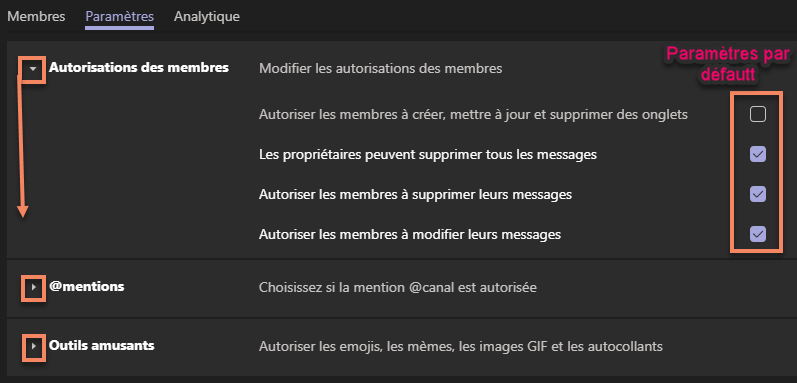 Membres Paramètres Analytique
Autorisations des membres Modifier les autorisations des membres
Paramètres par
défautt
Autoriser les membres à créer, mettre à jour et supprimer des onglets
Les propriétaires peuvent supprimer tous les messages
Autoriser les membres à supprimer leurs messages
Autoriser les membres à modifier leurs messages
@mentions Choisissez si la mention @canal est autorisée
Outils amusants Autoriser les emojis, les mèmes, les images GIF et les autocollants